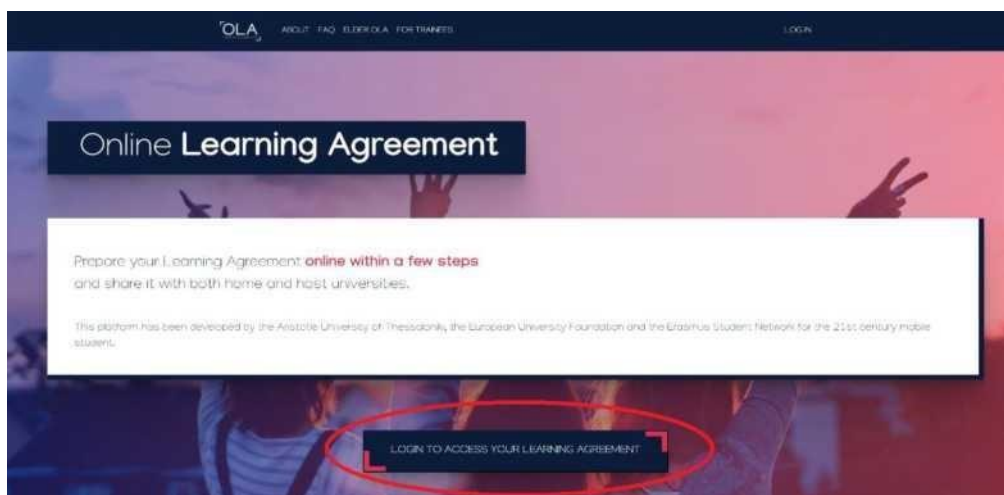 OLA ABOUT FAQ ELDER OLA FOR TRAINEES LOGIN
Online Learning Agreement
Prepare your Learning Agreement online within a few steps
and share it with both home and host universities.
This platform has been developed by the Aristotle University of Thessaloniki, the European University Foundation and the Erasmus Student Network for the 21st century mobile
student.
LOGIN TO ACCESS YOUR LEARNING AGREEMENT